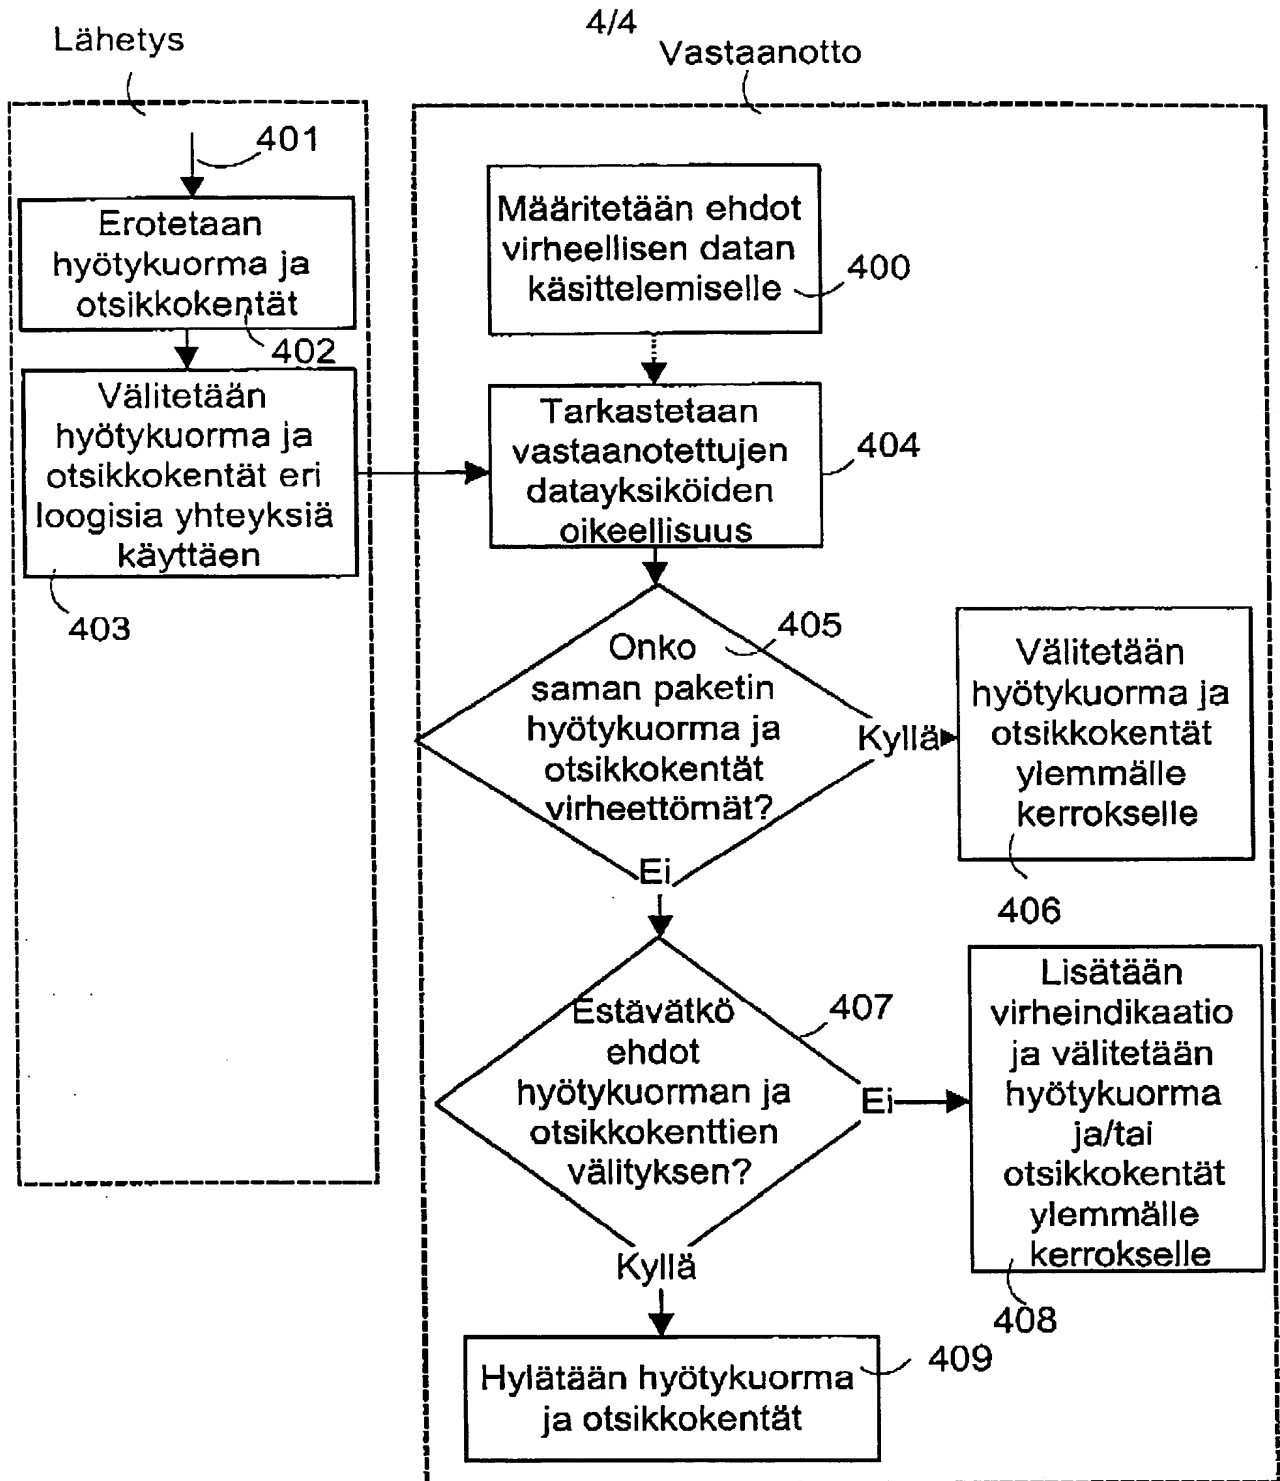 4/4
Lähetys
401
Erotetaan
hyötykuorma ja
otsikkokentät
402
Välitetään
hyötykuorma ja
otsikkokentät eri
loogisia yhteyksiä
käyttäen
403
Vastaanotto
Määritetään ehdot
virheellisen datan
käsittelemiselle
400
Tarkastetaan
vastaanotettujen
datayksiköiden
oikeellisuus
404
Onko
saman paketin
hyötykuorma ja
otsikkokentät
virheettömät?
405
Kyllä
Välitetään
hyötykuorma ja
otsikkokentät
ylemmälle
kerrokselle
406
Ei
Estävätkö
ehdot
hyötykuorman ja
otsikkokenttien
välityksen?
407
Ei
Lisätään
virheindikaatio
ja välitetään
hyötykuorma
ja/tai
otsikkokentät
ylemmälle
kerrokselle
408
Kyllä
Hylätään hyötykuorma
ja otsikkokentät
409